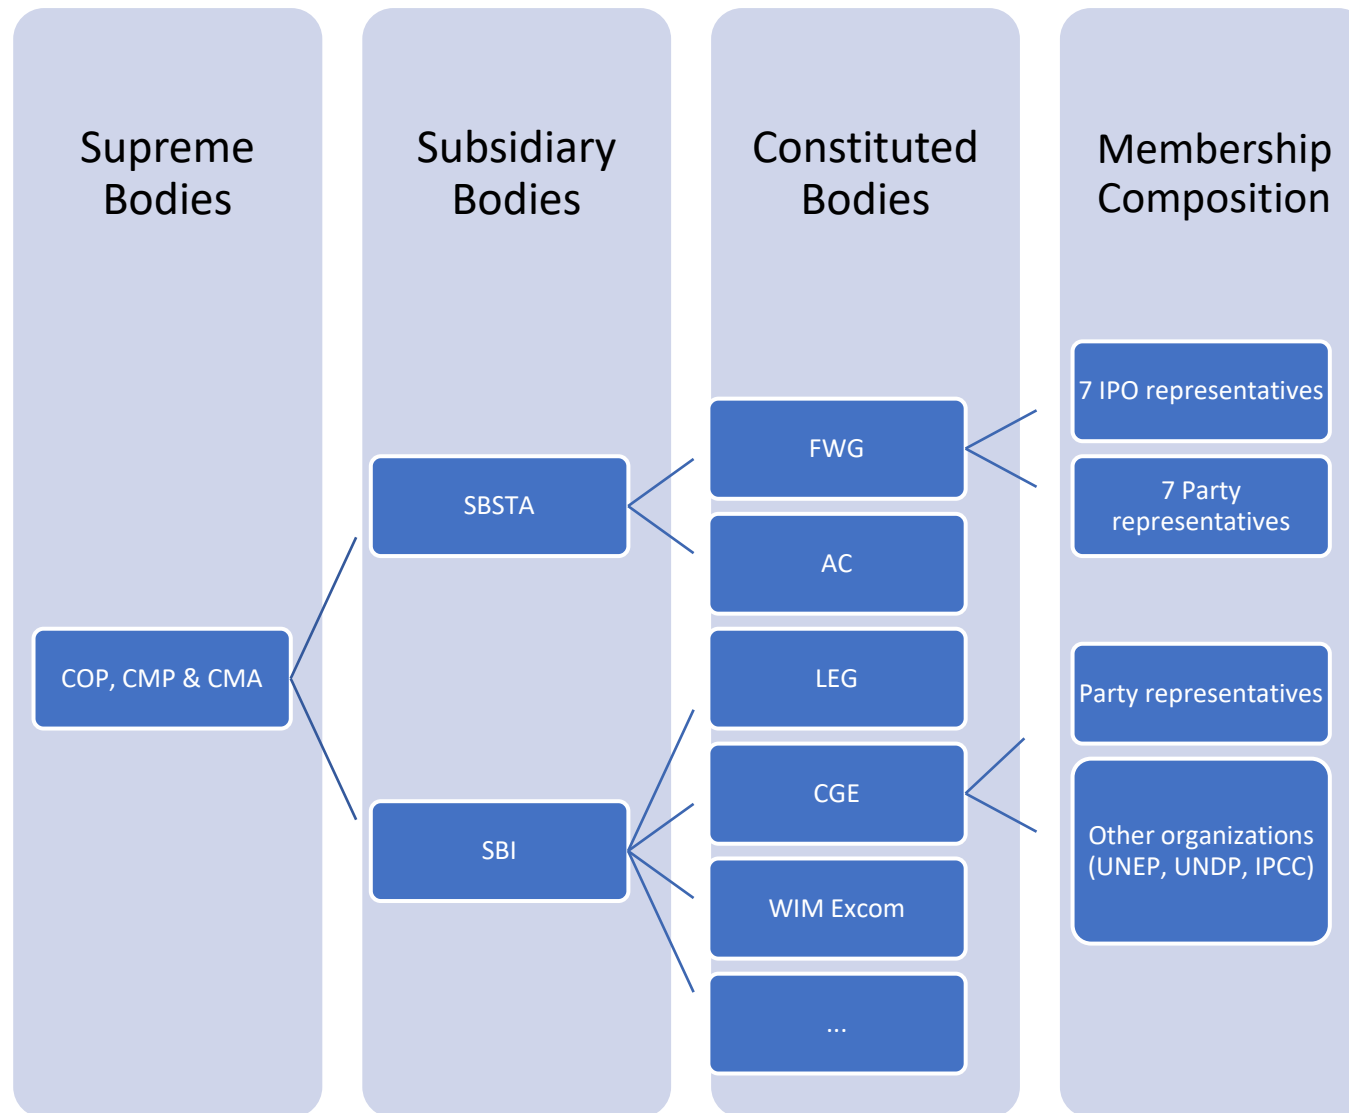 Supreme
Bodies
Subsidiary
Bodies
Constituted
Bodies
Membership
Composition
COP, CMP & CMA
SBSTA
SBI
FWG
AC
LEG
CGE
WIM Excom
...
7 IPO representatives
7 Party
representatives
Party representatives
Other organizations
(UNEP, UNDP, IPCC)